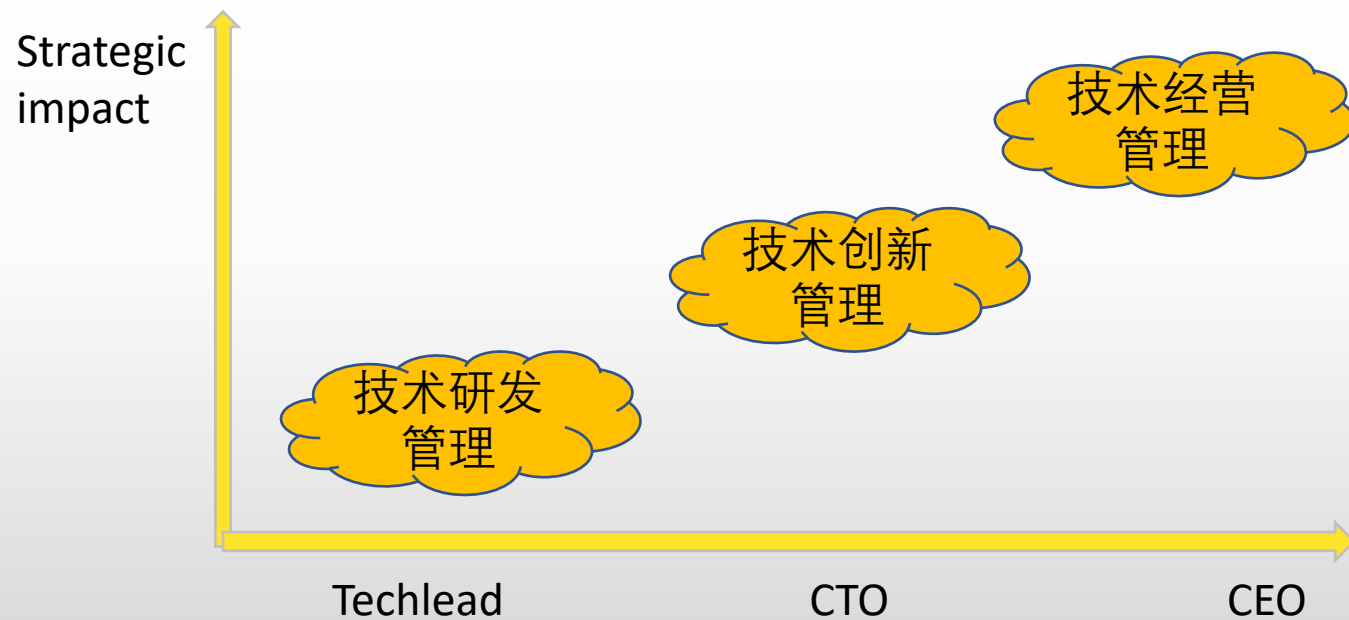 Strategic
impact
技术经营
管理
技术创新
管理
技术研发
管理
Techlead
CTO
CEO